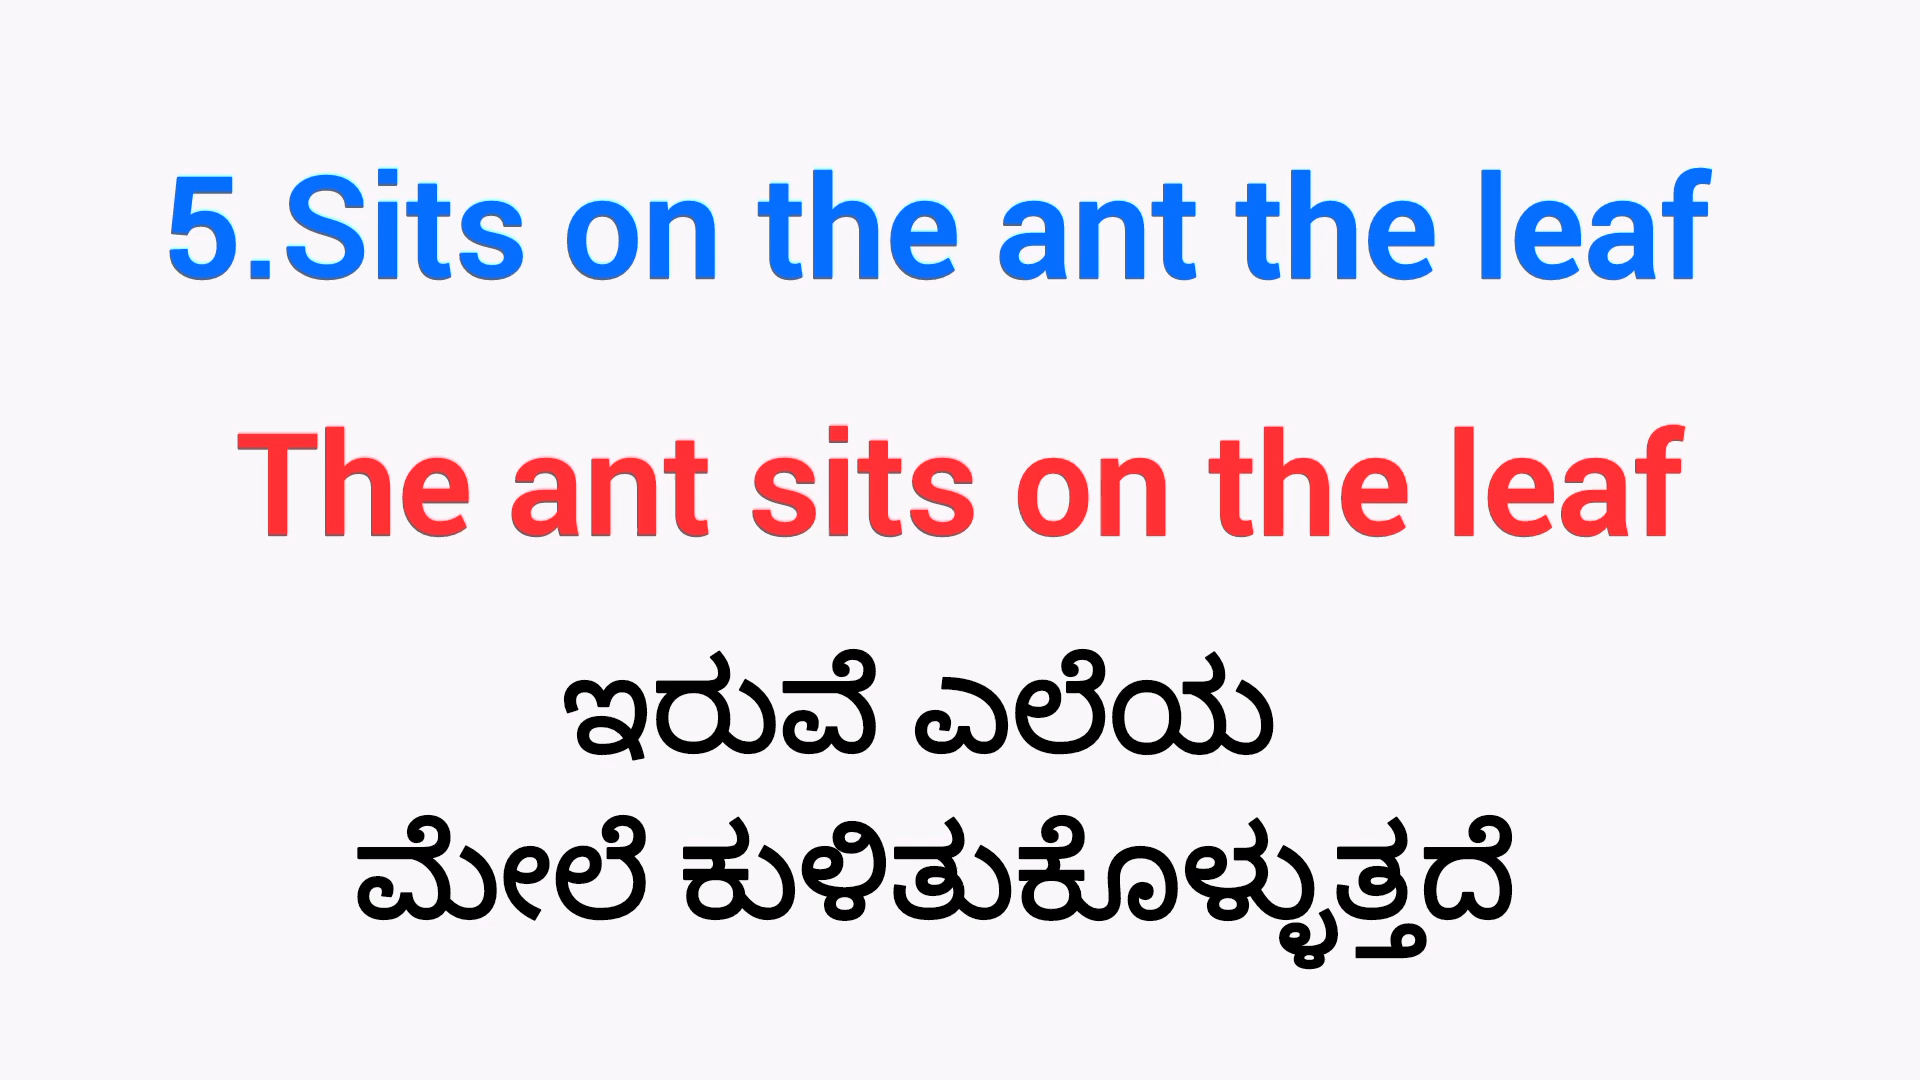 5.Sits on the ant the leaf
The ant sits on the leaf
ಇರುವೆ ಎಲೆಯ
ಮೇಲೆ ಕುಳಿತುಕೊಳ್ಳುತ್ತದೆ